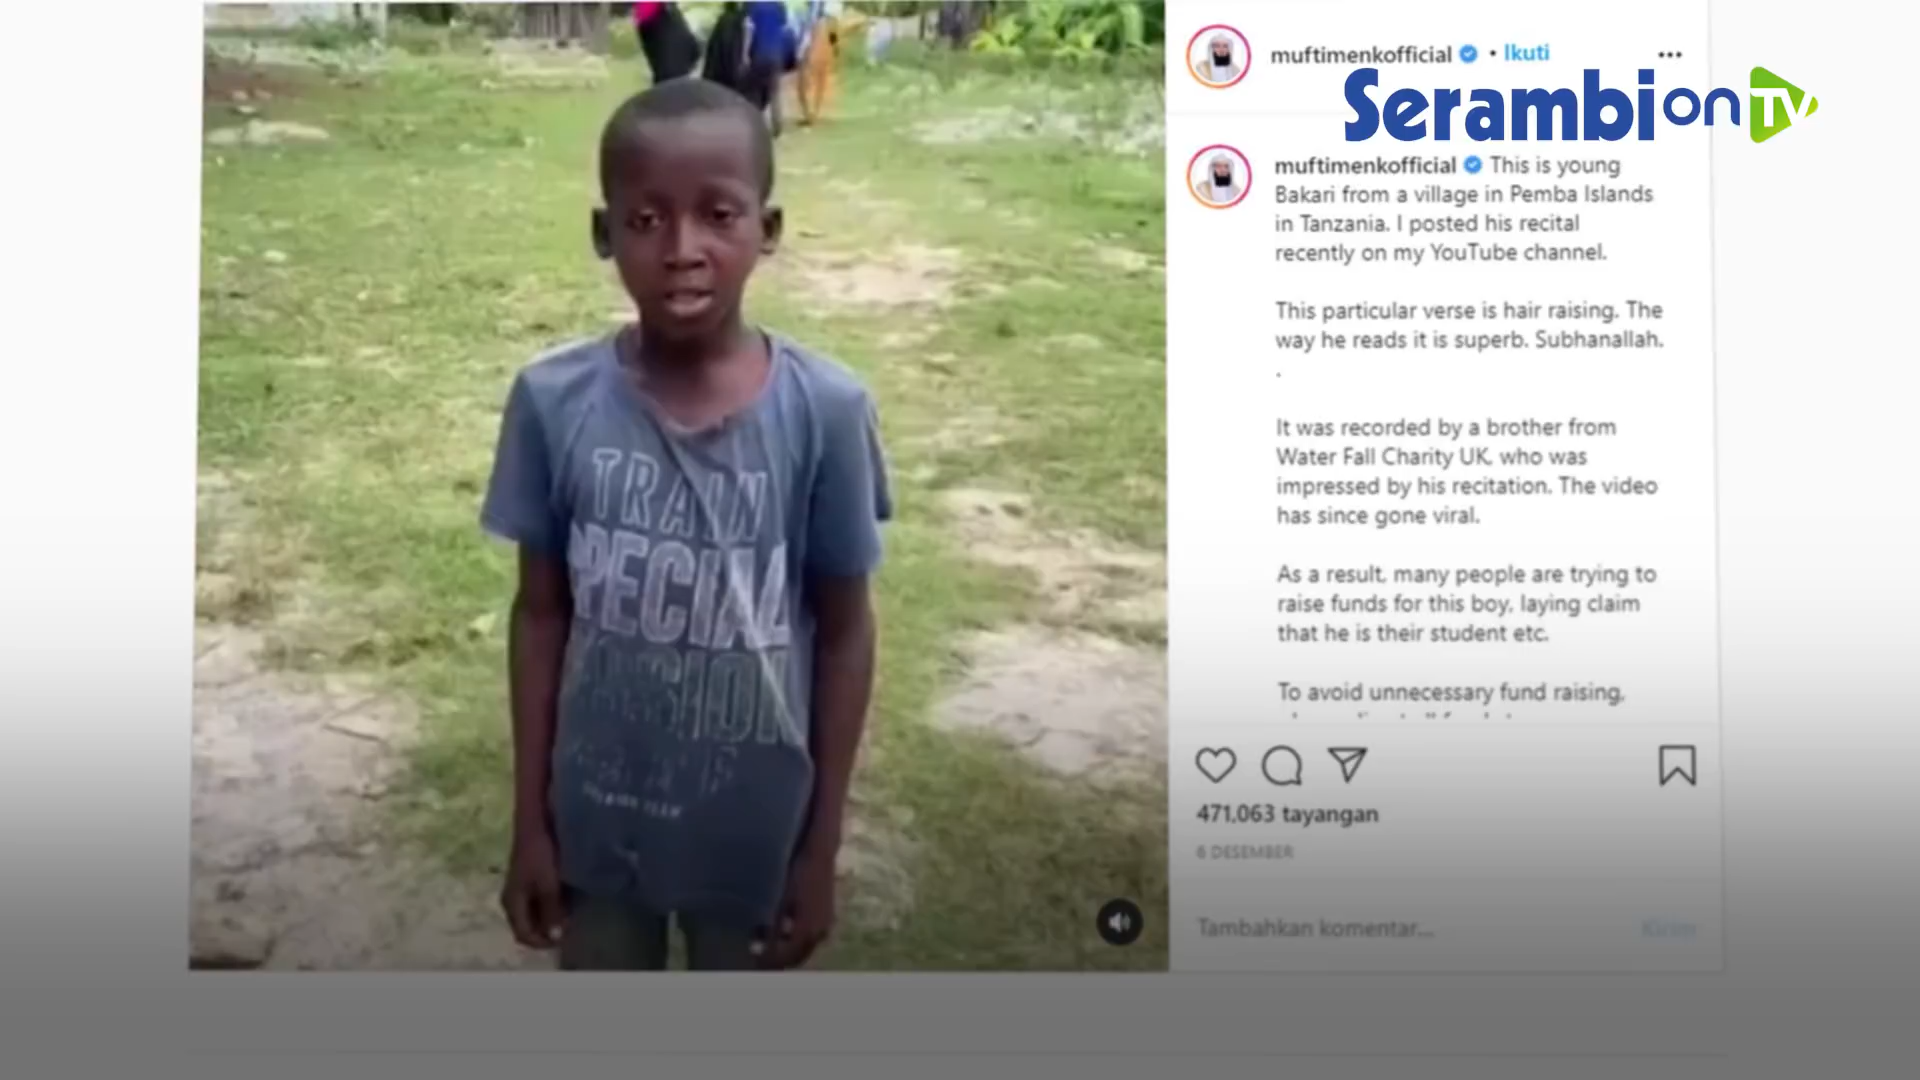 muftimenkofficial • Ikuti
Serambi on TV
muftimenkofficial This is young
Bakari from a village in Pemba Islands
in Tanzania. I posted his recital
recently on my YouTube channel.
This particular verse is hair raising. The
way he reads it is superb. Subhanallah.
.
It was recorded by a brother from
Water Fall Charity UK, who was
impressed by his recitation. The video
has since gone viral.
As a result, many people are trying to
raise funds for this boy, laying claim
that he is their student etc.
To avoid unnecessary fund raising,
471,063 tayangan
6 DESEMBER
Tambahkan komentar...
Kirim
TRAIN
SPECIAL